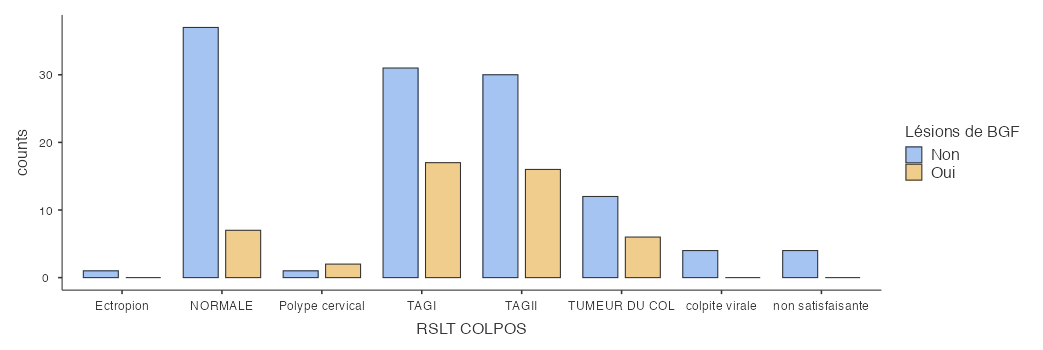 counts
30
20
10
0
Ectropion
NORMALE
Polype cervical
TAGI
TAGII
TUMEUR DU COL
colpite virale
non satisfaisante
RSLT COLPOS
Lésions de BGF
Non
Oui